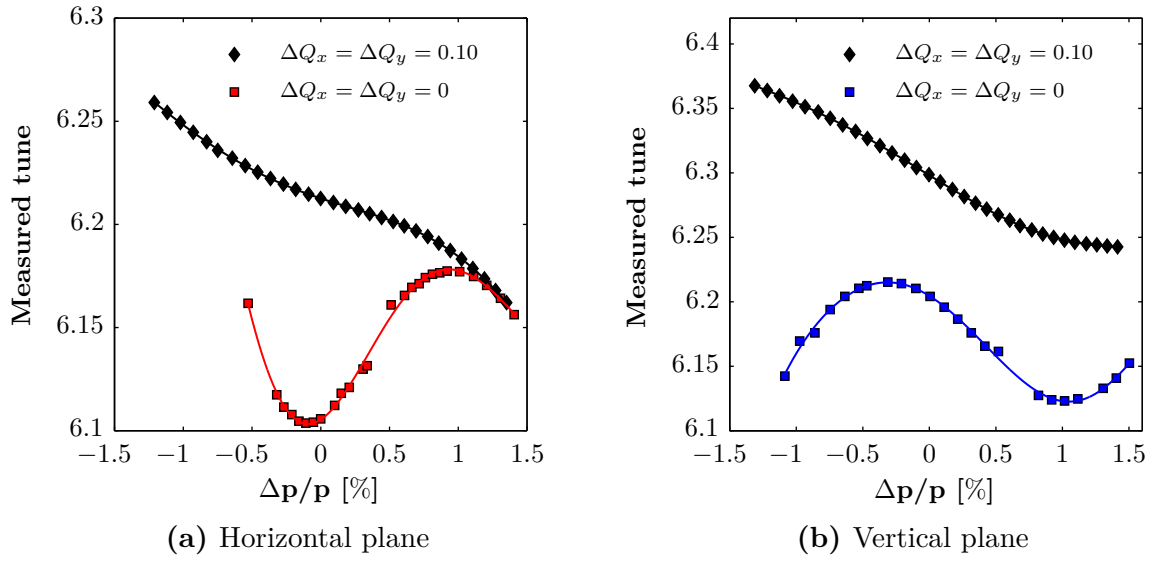 6.3
6.25
6.2
6.15
6.1
Measured tune
−1.5 −1 −0.5 0 0.5 1 1.5
Δp/p [%]
ΔQx = ΔQy = 0.10
ΔQx = ΔQy = 0
(a) Horizontal plane
6.4
6.35
6.3
6.25
6.2
6.15
6.1
Measured tune
−1.5 −1 −0.5 0 0.5 1 1.5
Δp/p [%]
ΔQx = ΔQy = 0.10
ΔQx = ΔQy = 0
(b) Vertical plane